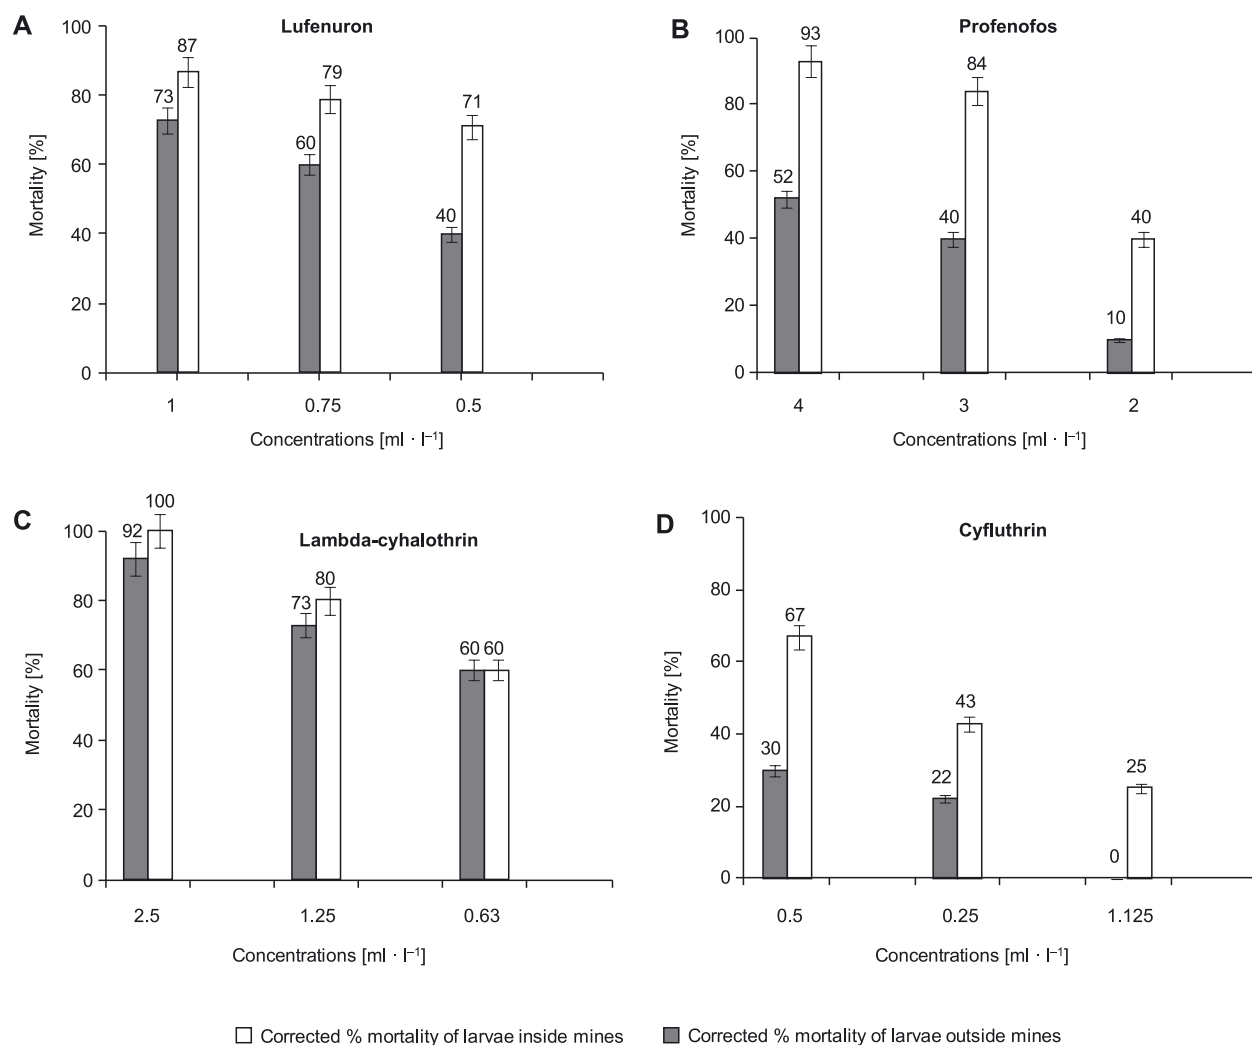 A
Lufenuron
Mortality [%]
100
80
60
40
20
0
73
87
60
79
40
71
1 0.75 0.5
Concentrations [ml · l⁻¹]
B
Profenofos
Mortality [%]
100
80
60
40
20
0
52
93
40
84
10
40
4 3 2
Concentrations [ml · l⁻¹]
C
Lambda-cyhalothrin
Mortality [%]
100
80
60
40
20
0
92
100
73
80
60
60
2.5 1.25 0.63
Concentrations [ml · l⁻¹]
D
Cyfluthrin
Mortality [%]
100
80
60
40
20
0
30
67
22
43
0
25
0.5 0.25 1.125
Concentrations [ml · l⁻¹]
Corrected % mortality of larvae inside mines
Corrected % mortality of larvae outside mines